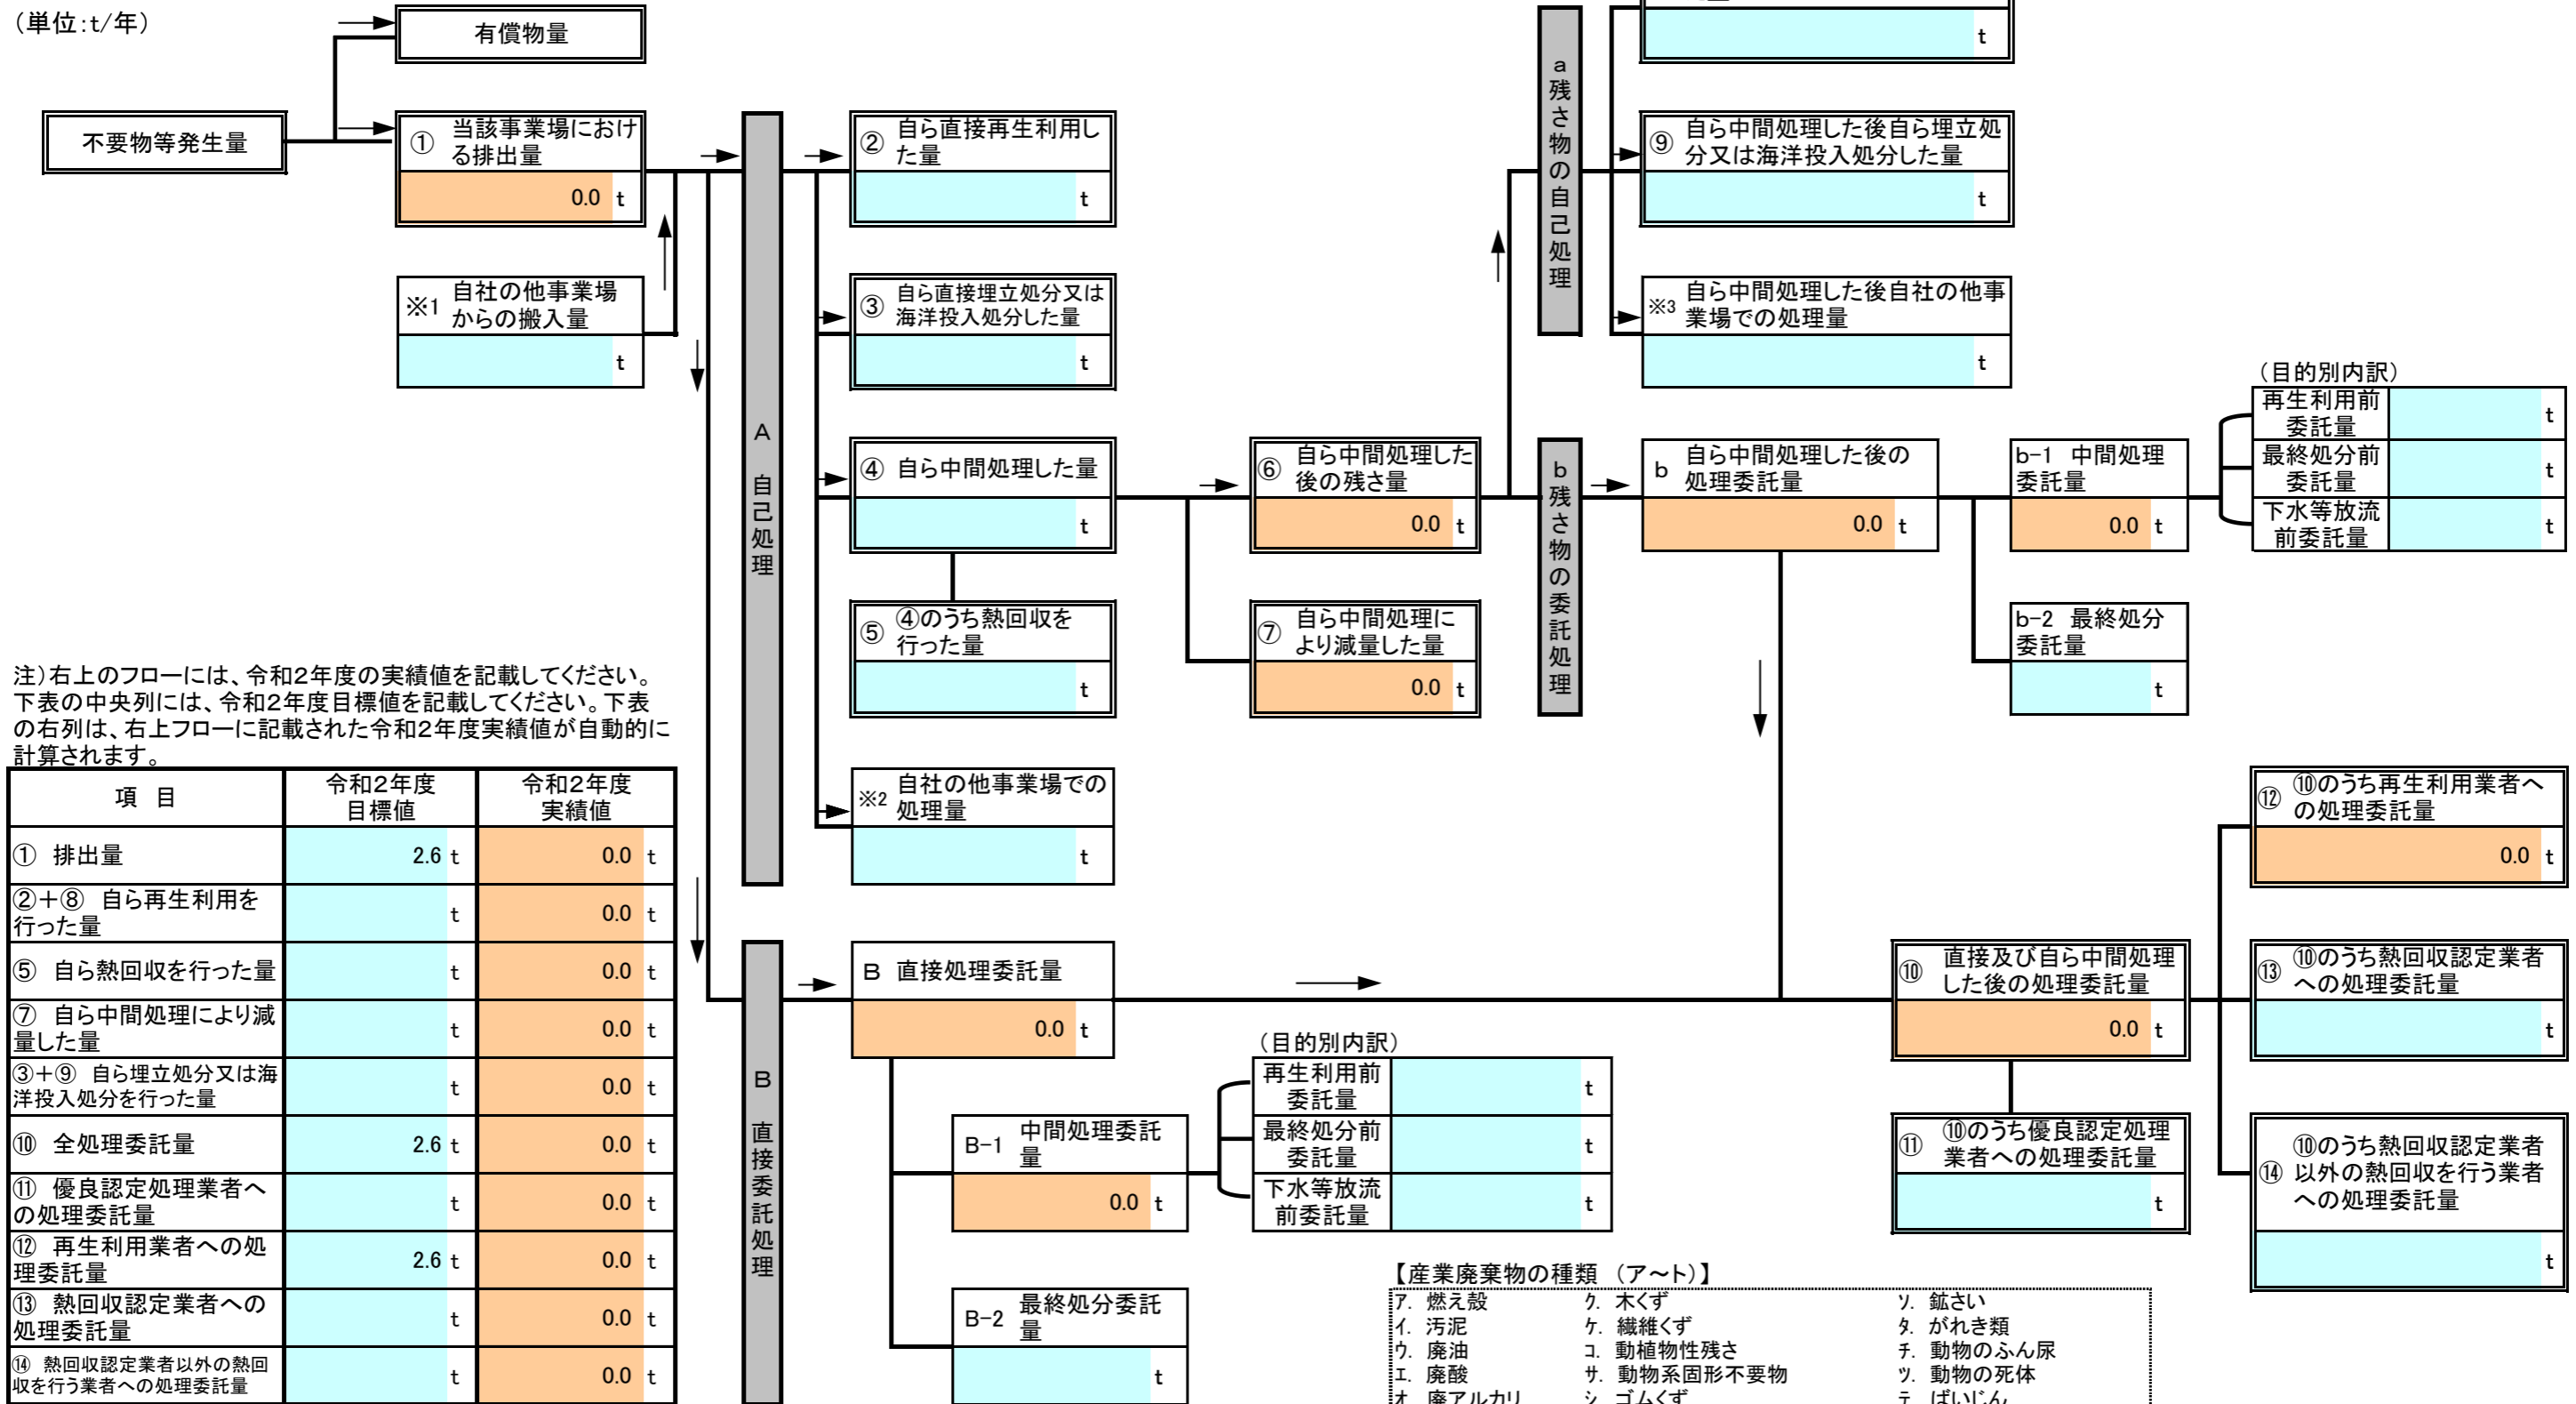 (単位:t/年)
有償物量
不要物等発生量
① 当該事業場におけ
る排出量
0.0 t
※1 自社の他事業場
からの搬入量
t
A 自己処理
② 自ら直接再生利用し
た量
t
③ 自ら直接埋立処分又は
海洋投入処分した量
t
④ 自ら中間処理した量
t
⑤ ④のうち熱回収を
行った量
t
※2 自社の他事業場での
処理量
t
⑥ 自ら中間処理した
後の残さ量
0.0 t
⑦ 自ら中間処理に
より減量した量
0.0 t
a残さ物の自己処理
t
⑨ 自ら中間処理した後自ら埋立処
分又は海洋投入処分した量
t
※3 自ら中間処理した後自社の他事
業場での処理量
t
b残さ物の委託処理
b 自ら中間処理した後の
処理委託量
0.0 t
b-1 中間処理
委託量
0.0 t
b-2 最終処分
委託量
t
(目的別内訳)
再生利用前
委託量
t
最終処分前
委託量
t
下水等放流
前委託量
t
注)右上のフローには、令和2年度の実績値を記載してください。
下表の中央列には、令和2年度目標値を記載してください。下表
の右列は、右上フローに記載された令和2年度実績値が自動的に
計算されます。
項 目 令和2年度 目標値 令和2年度 実績値
① 排出量 2.6 t 0.0 t
②+⑧ 自ら再生利用を
行った量 t 0.0 t
⑤ 自ら熱回収を行った量 t 0.0 t
⑦ 自ら中間処理により減
量した量 t 0.0 t
③+⑨ 自ら埋立処分又は海
洋投入処分を行った量 t 0.0 t
⑩ 全処理委託量 2.6 t 0.0 t
⑪ 優良認定処理業者へ
の処理委託量 t 0.0 t
⑫ 再生利用業者への処
理委託量 2.6 t 0.0 t
⑬ 熱回収認定業者への
処理委託量 t 0.0 t
⑭ 熱回収認定業者以外の熱回
収を行う業者への処理委託量 t 0.0 t
B 直接委託処理
B 直接処理委託量
0.0 t
B-1 中間処理委託
量
0.0 t
B-2 最終処分委託
量
t
(目的別内訳)
再生利用前
委託量
t
最終処分前
委託量
t
下水等放流
前委託量
t
⑩ 直接及び自ら中間処理
した後の処理委託量
0.0 t
⑪ ⑩のうち優良認定処理
業者への処理委託量
t
⑫ ⑩のうち再生利用業者へ
の処理委託量
0.0 t
⑬ ⑩のうち熱回収認定業者
への処理委託量
t
⑭ ⑩のうち熱回収認定業者
以外の熱回収を行う業者
への処理委託量
t
【産業廃棄物の種類 (ア~ト)】
ア. 燃え殻 ク. 木くず ソ. 鉱さい
イ. 汚泥 ケ. 繊維くず タ. がれき類
ウ. 廃油 コ. 動植物性残さ チ. 動物のふん尿
エ. 廃酸 サ. 動物系固形不要物 ツ. 動物の死体
オ. 廃アルカリ シ. ゴムくず テ. ばいじん